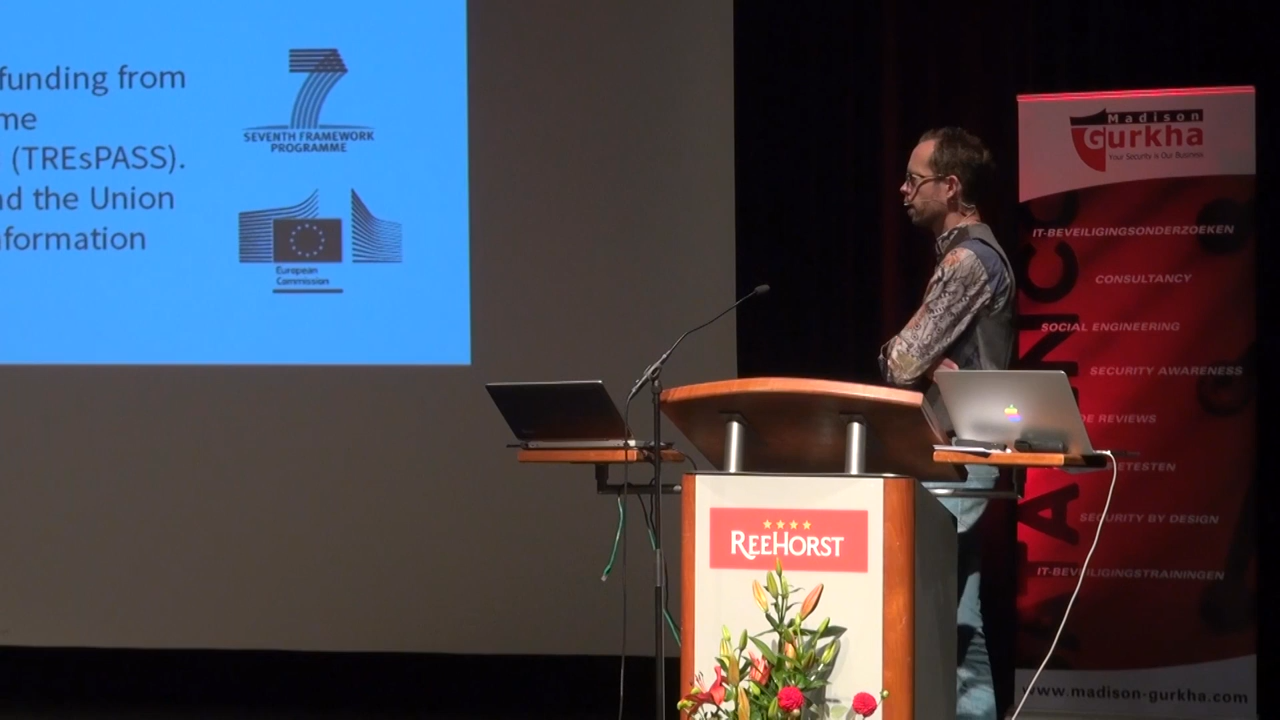 funding from
me
(TREsPASS).
nd the Union
nformation
SEVENTH FRAMEWORK
PROGRAMME
European
Commission
Madison
Gurkha
Your Security is Our Business
IT-BEVEILIGINGSONDERZOEKEN
CONSULTANCY
SOCIAL ENGINEERING
SECURITY AWARENESS
DE REVIEWS
ETESTEN
SECURITY BY DESIGN
IT-BEVEILIGINGSTRAININGEN
www.madison-gurkha.com
REEHORST